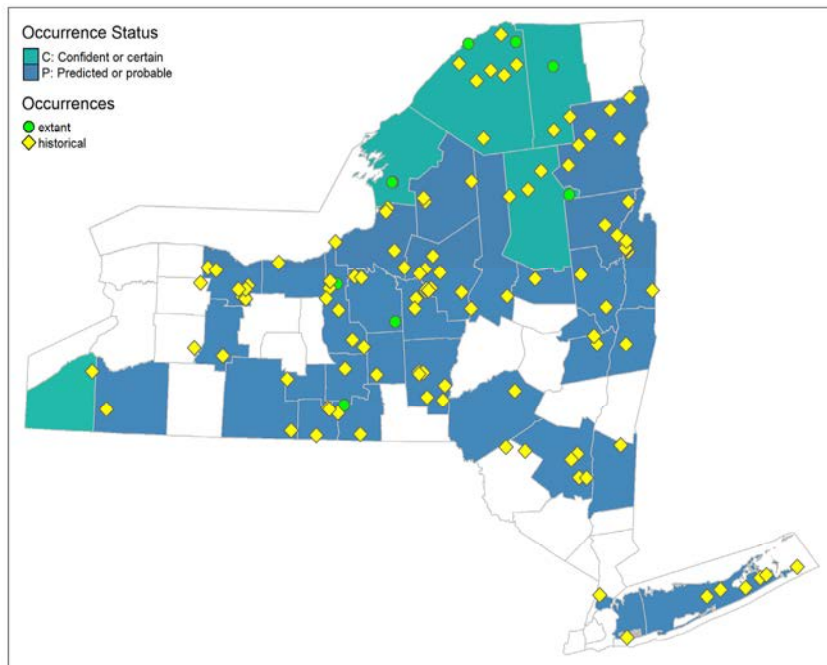 Occurrence Status
C: Confident or certain
P: Predicted or probable
Occurrences
extant
historical